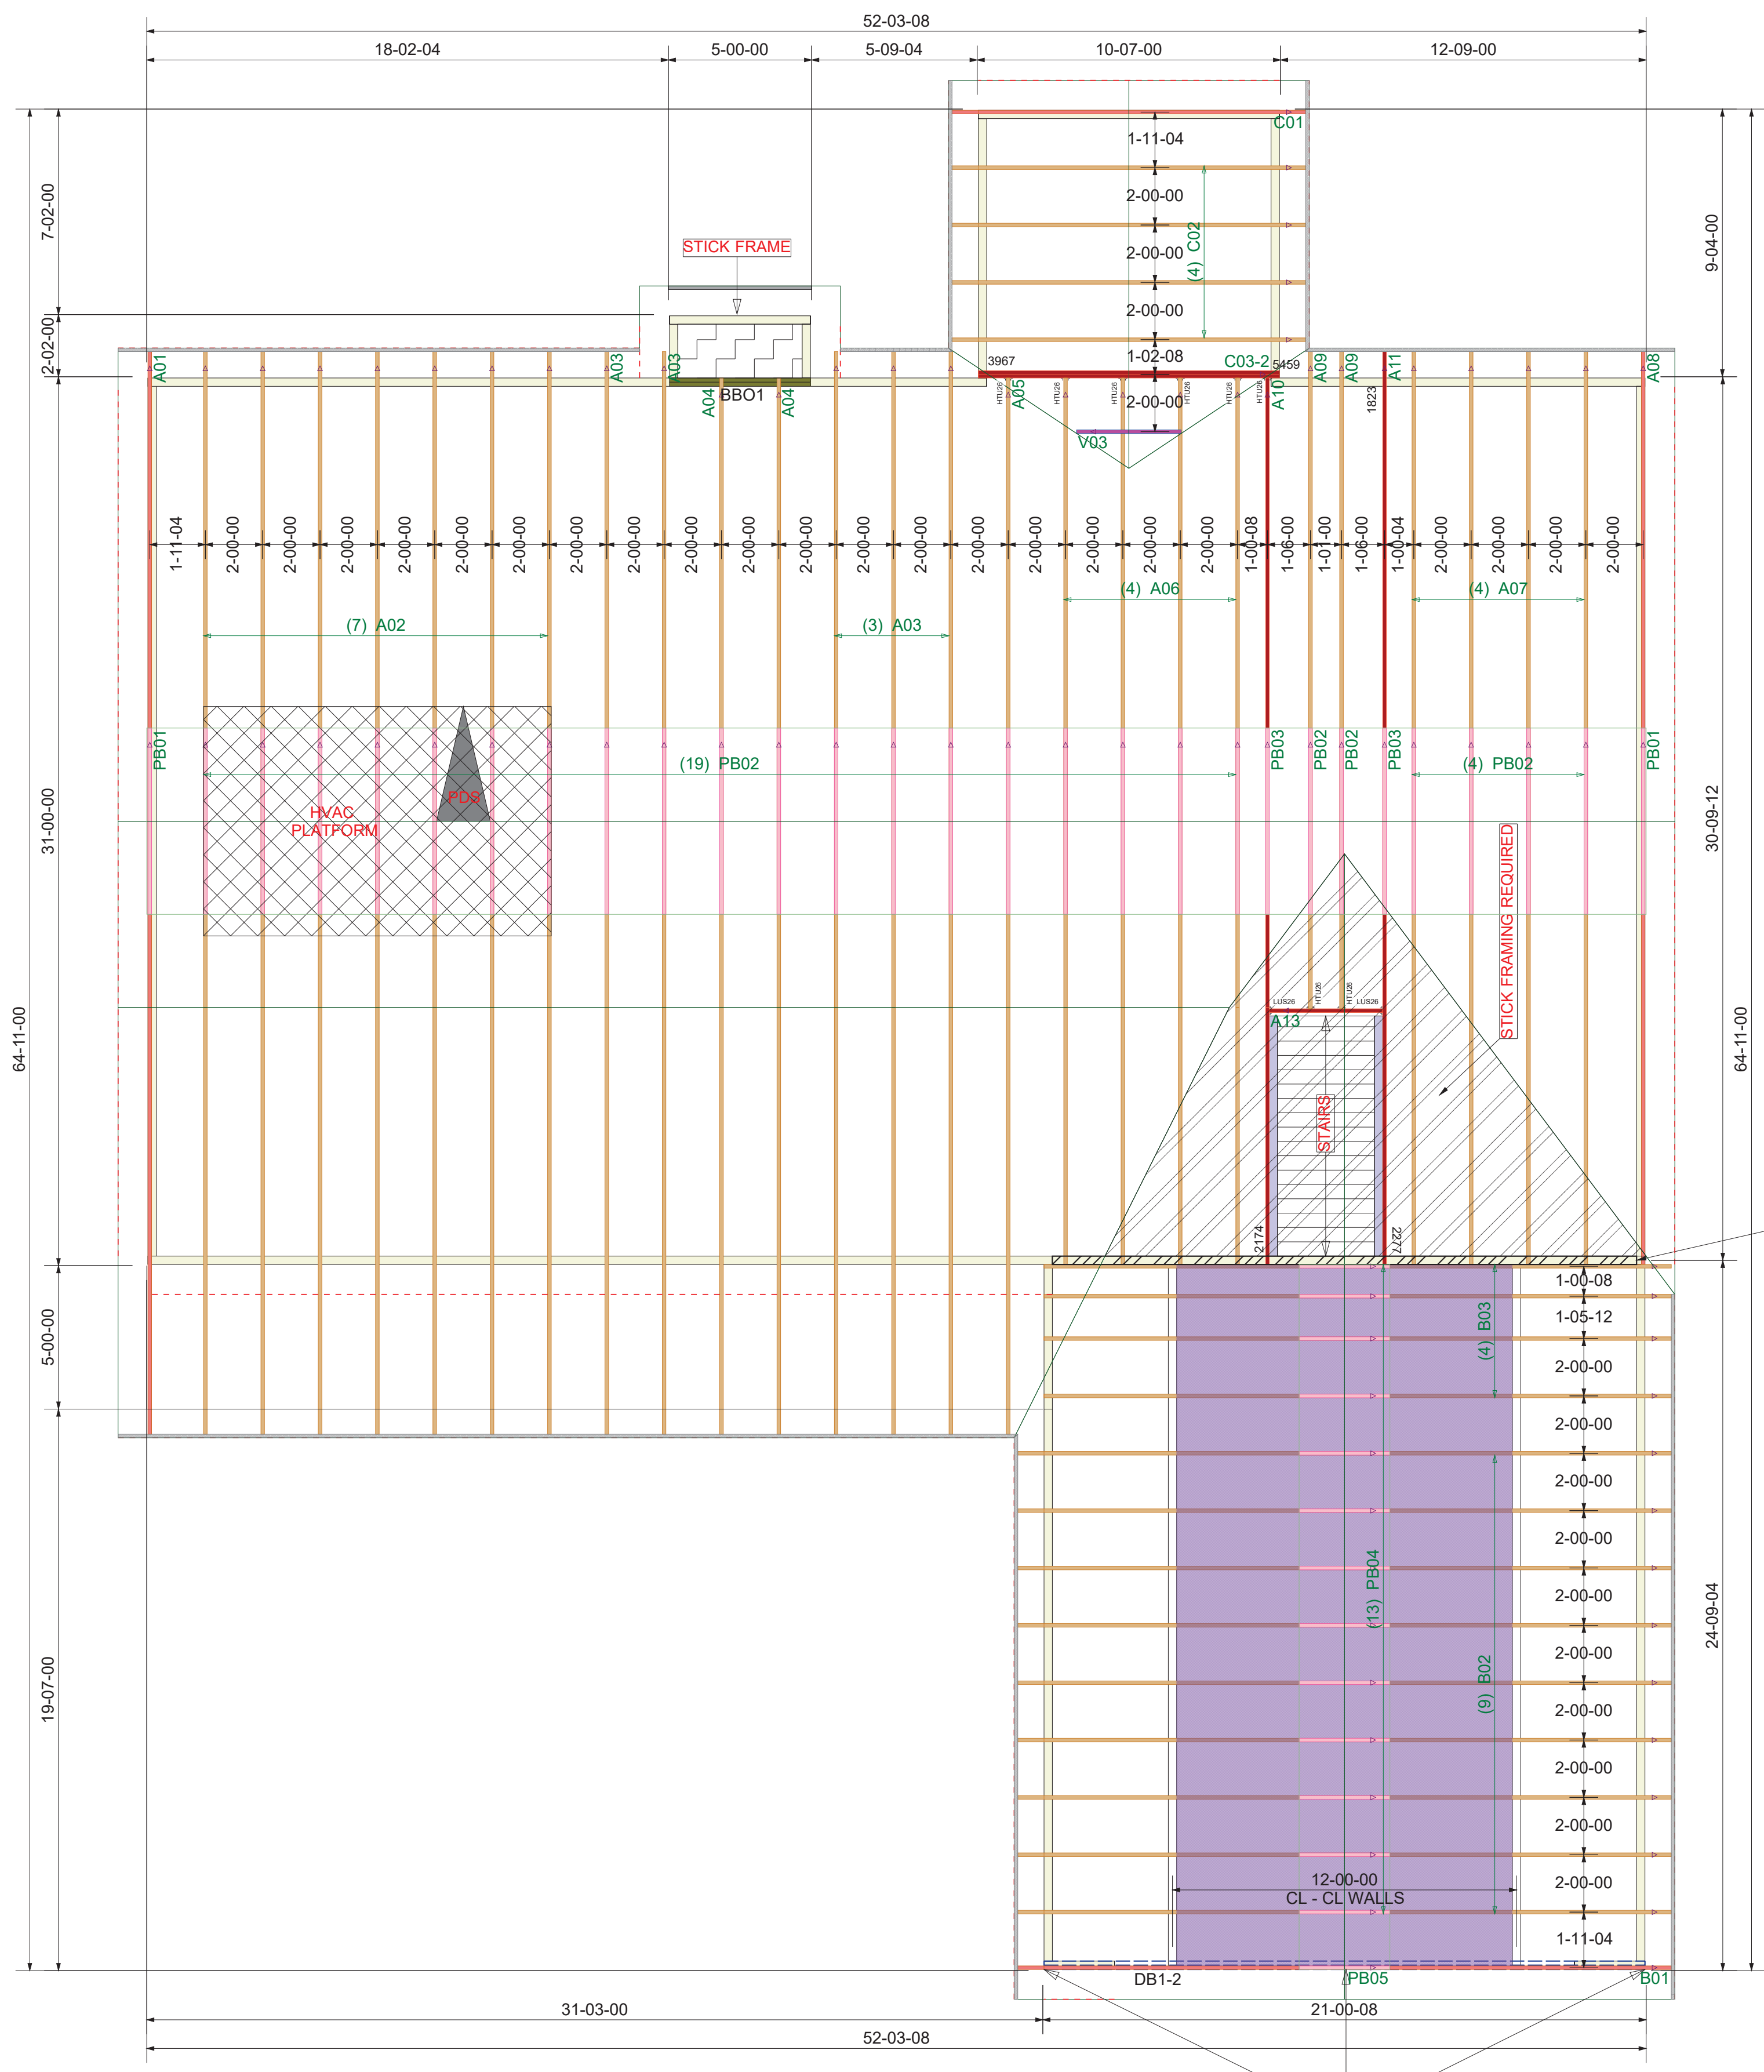 52-03-08
18-02-04 5-00-00 5-09-04 10-07-00 12-09-00
C01
1-11-04
2-00-00
(4) C02
2-00-00
2-00-00
1-02-08
7-02-00
2-02-00
9-04-00
STICK FRAME
3967 C03-2 5459
A01 A03 A03 A04 BBO1 A04
HTU26 A05 HTU26 HTU26 HTU26 HTU26 HTU26 A10 A09 A09 1823 A11 A08
2-00-00
V03
1-11-04 2-00-00 2-00-00 2-00-00 2-00-00 2-00-00 2-00-00 2-00-00 2-00-00 2-00-00 2-00-00 2-00-00 2-00-00 2-00-00 2-00-00 2-00-00 2-00-00 2-00-00 2-00-00 1-00-08 1-06-00 1-01-00 1-06-00 1-00-04 2-00-00 2-00-00 2-00-00 2-00-00
(4) A06 (4) A07
(7) A02 (3) A03
PB01 PB03 PB02 PB02 PB03 PB01
(19) PB02 (4) PB02
HVAC
PLATFORM
PDS
31-00-00
30-09-12
STICK FRAMING REQUIRED
64-11-00
64-11-00
LUS26 HTU26 HTU26 LUS26
A13
STAIRS
2174 2277
5-00-00
19-07-00
1-00-08
1-05-12
(4) B03
2-00-00
2-00-00
2-00-00
2-00-00
2-00-00
2-00-00
2-00-00
2-00-00
2-00-00
2-00-00
2-00-00
1-11-04
(13) PB04
(9) B02
24-09-04
12-00-00
CL - CL WALLS
DB1-2 PB05 B01
31-03-00 21-00-08
52-03-08